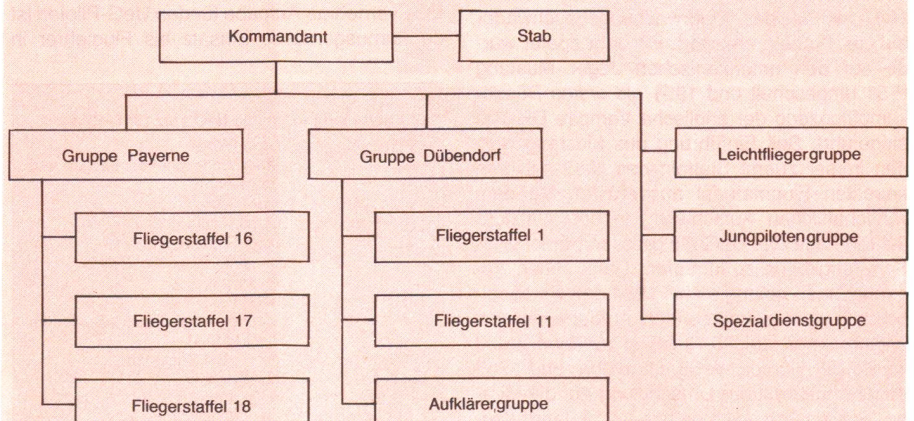 Kommandant
Stab
Gruppe Payerne
Gruppe Dübendorf
Leichtfliegergruppe
Fliegerstaffel 16
Fliegerstaffel 1
Jungpilotengruppe
Fliegerstaffel 17
Fliegerstaffel 11
Spezialdienstgruppe
Fliegerstaffel 18
Aufklärergruppe